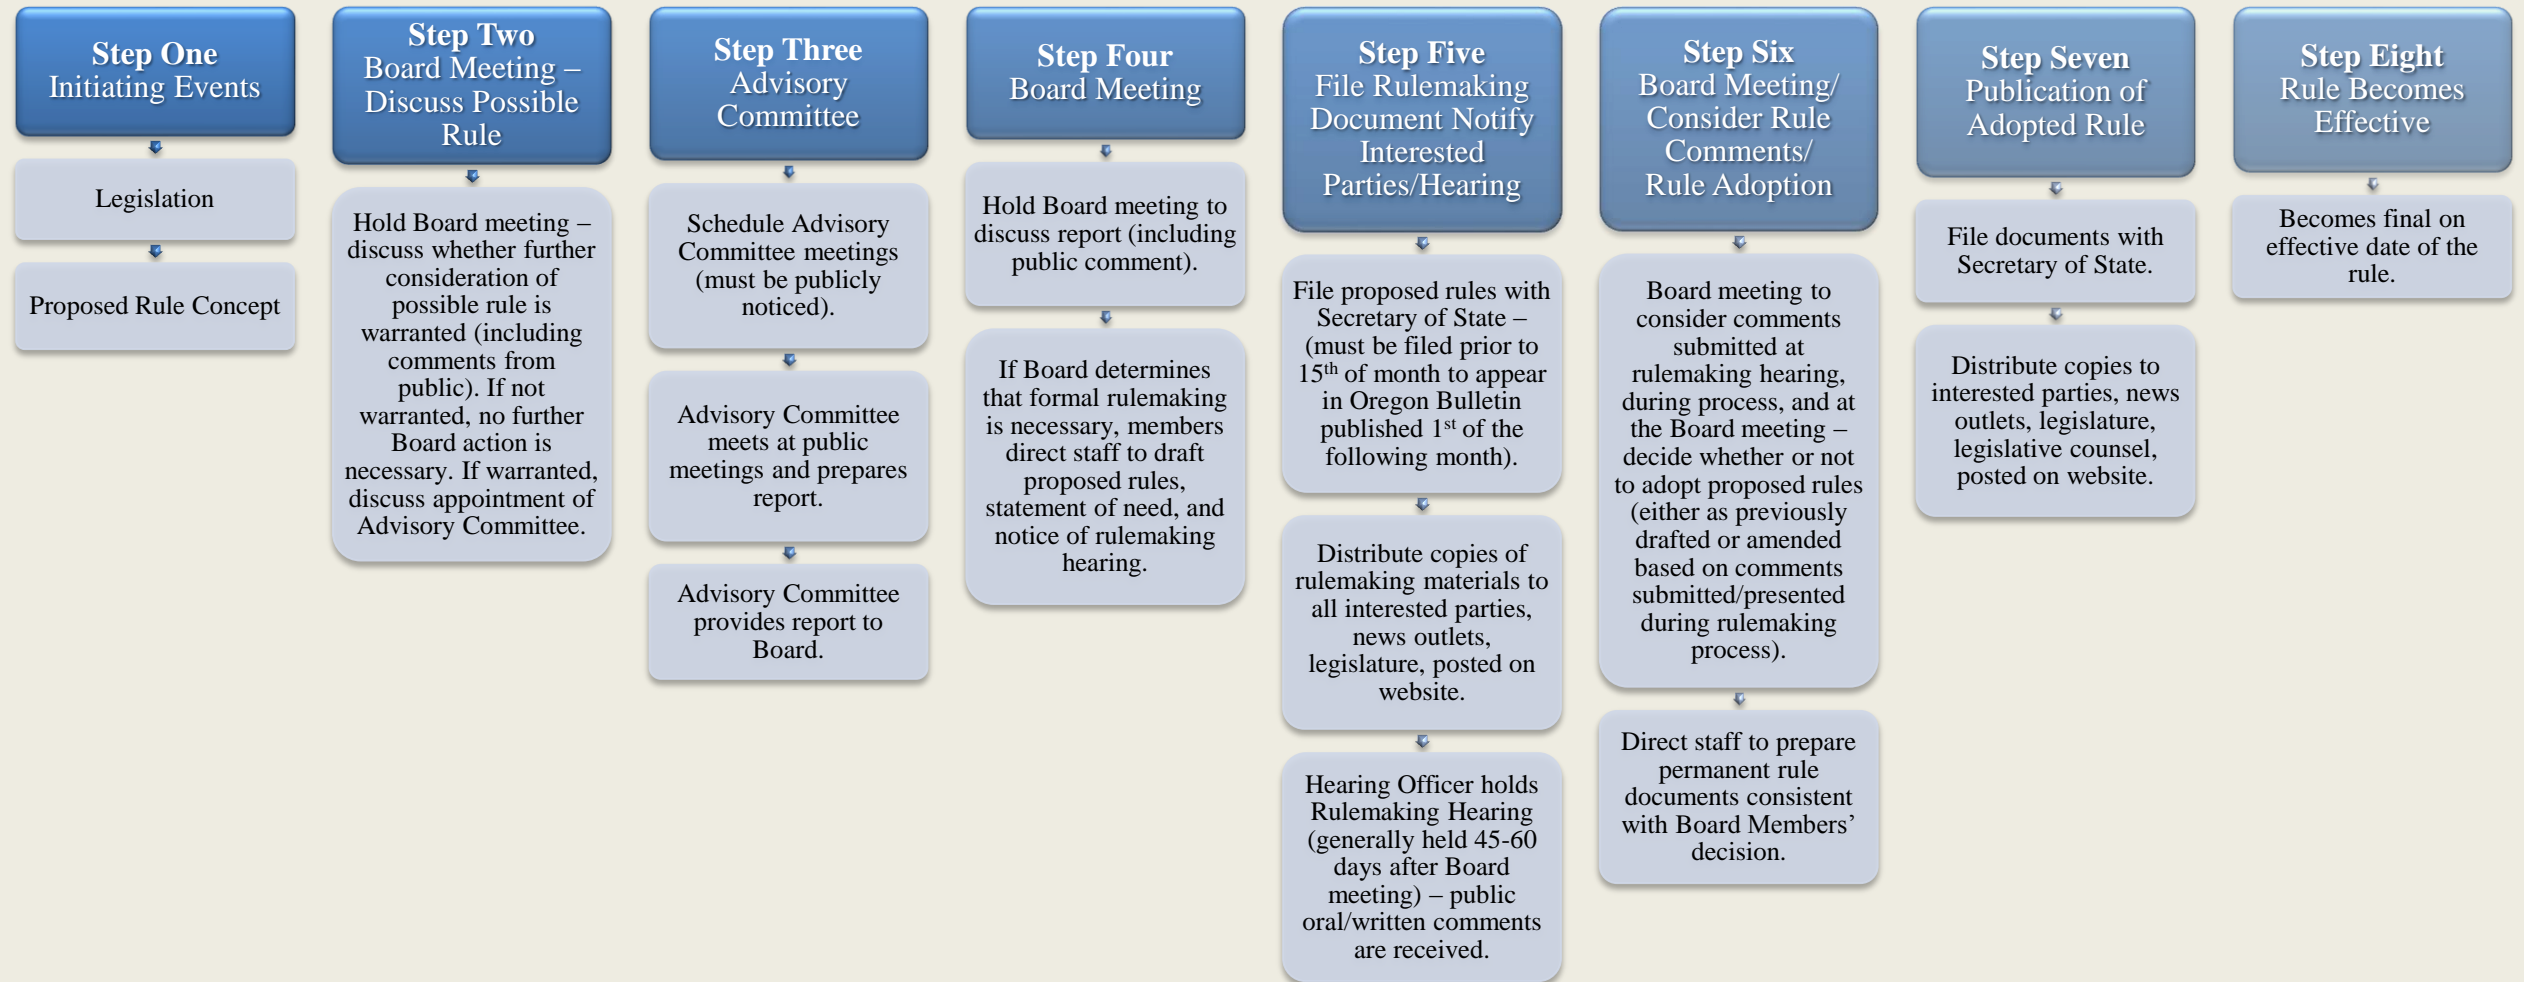 Step One
Initiating Events
Legislation
Proposed Rule Concept
Step Two
Board Meeting –
Discuss Possible
Rule
Hold Board meeting –
discuss whether further
consideration of
possible rule is
warranted (including
comments from
public). If not
warranted, no further
Board action is
necessary. If warranted,
discuss appointment of
Advisory Committee.
Step Three
Advisory
Committee
Schedule Advisory
Committee meetings
(must be publicly
noticed).
Advisory Committee
meets at public
meetings and prepares
report.
Advisory Committee
provides report to
Board.
Step Four
Board Meeting
Hold Board meeting to
discuss report (including
public comment).
If Board determines
that formal rulemaking
is necessary, members
direct staff to draft
proposed rules,
statement of need, and
notice of rulemaking
hearing.
Step Five
File Rulemaking
Document Notify
Interested
Parties/Hearing
File proposed rules with
Secretary of State –
(must be filed prior to
15th of month to appear
in Oregon Bulletin
published 1st of the
following month).
Distribute copies of
rulemaking materials to
all interested parties,
news outlets,
legislature, posted on
website.
Hearing Officer holds
Rulemaking Hearing
(generally held 45-60
days after Board
meeting) – public
oral/written comments
are received.
Step Six
Board Meeting/
Consider Rule
Comments/
Rule Adoption
Board meeting to
consider comments
submitted at
rulemaking hearing,
during process, and at
the Board meeting –
decide whether or not
to adopt proposed rules
(either as previously
drafted or amended
based on comments
submitted/presented
during rulemaking
process).
Direct staff to prepare
permanent rule
documents consistent
with Board Members’
decision.
Step Seven
Publication of
Adopted Rule
File documents with
Secretary of State.
Distribute copies to
interested parties, news
outlets, legislature,
legislative counsel,
posted on website.
Step Eight
Rule Becomes
Effective
Becomes final on
effective date of the
rule.